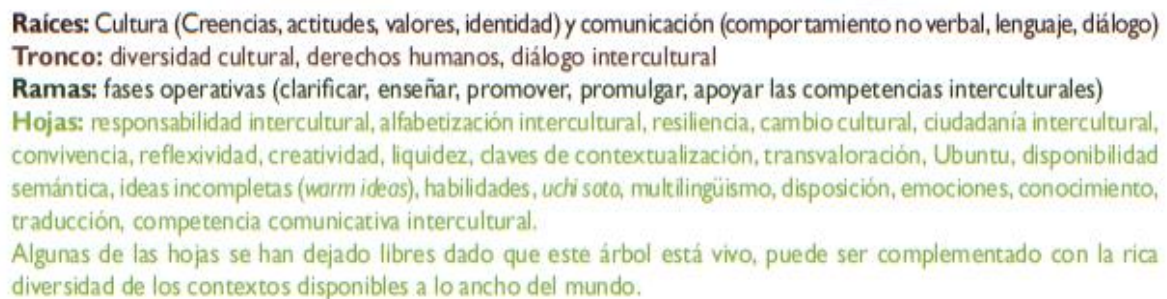 Raíces: Cultura (Creencias, actitudes, valores, identidad) y comunicación (comportamiento no verbal, lenguaje, diálogo)
Tronco: diversidad cultural, derechos humanos, diálogo intercultural
Ramas: fases operativas (clarificar, enseñar, promover, promulgar, apoyar las competencias interculturales)
Hojas: responsabilidad intercultural, alfabetización intercultural, resiliencia, cambio cultural, ciudadanía intercultural,
convivencia, reflexividad, creatividad, liquidez, claves de contextualización, transvaloración, Ubuntu, disponibilidad
semántica, ideas incompletas (warm ideas), habilidades, uchi soto, multilingüismo, disposición, emociones, conocimiento,
traducción, competencia comunicativa intercultural.
Algunas de las hojas se han dejado libres dado que este árbol está vivo, puede ser complementado con la rica
diversidad de los contextos disponibles a lo ancho del mundo.